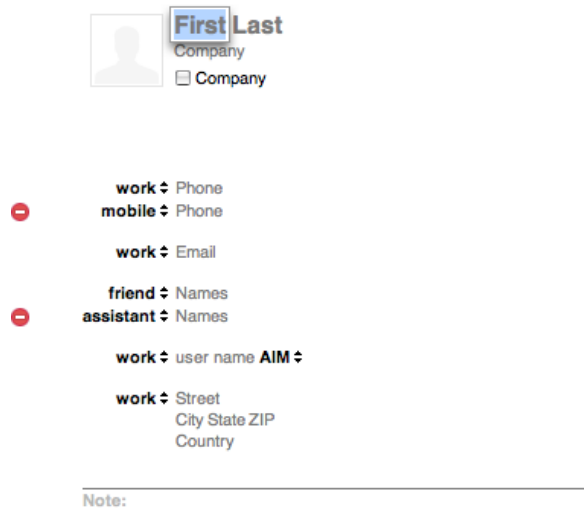 First Last
Company
Company
work Phone
mobile Phone
work Email
friend Names
assistant Names
work user name AIM
work Street
City State ZIP
Country
Note: